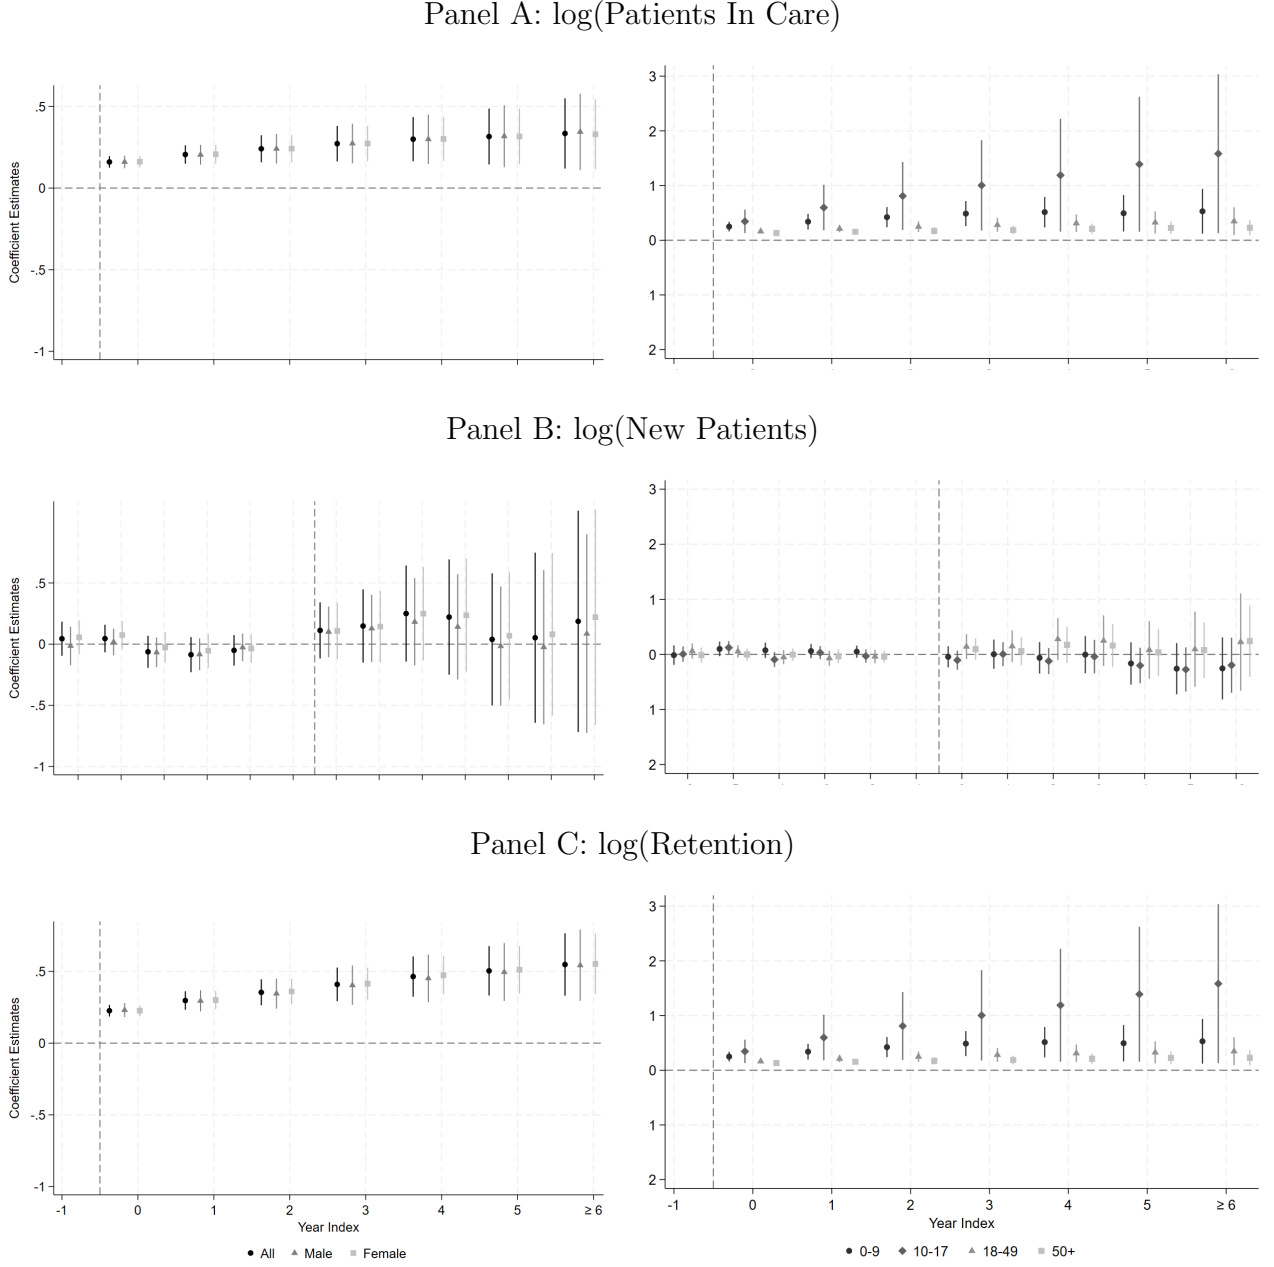 Panel A: log(Patients In Care)
Coefficient Estimates
.5
0
-.5
-1
3
2
1
0
1
2
Panel B: log(New Patients)
Coefficient Estimates
.5
0
-.5
-1
3
2
1
0
1
2
Panel C: log(Retention)
Coefficient Estimates
.5
0
-.5
-1
-1 0 1 2 3 4 5 ≥ 6
Year Index
All Male Female
3
2
1
0
1
2
-1 0 1 2 3 4 5 ≥ 6
Year Index
0-9 10-17 18-49 50+